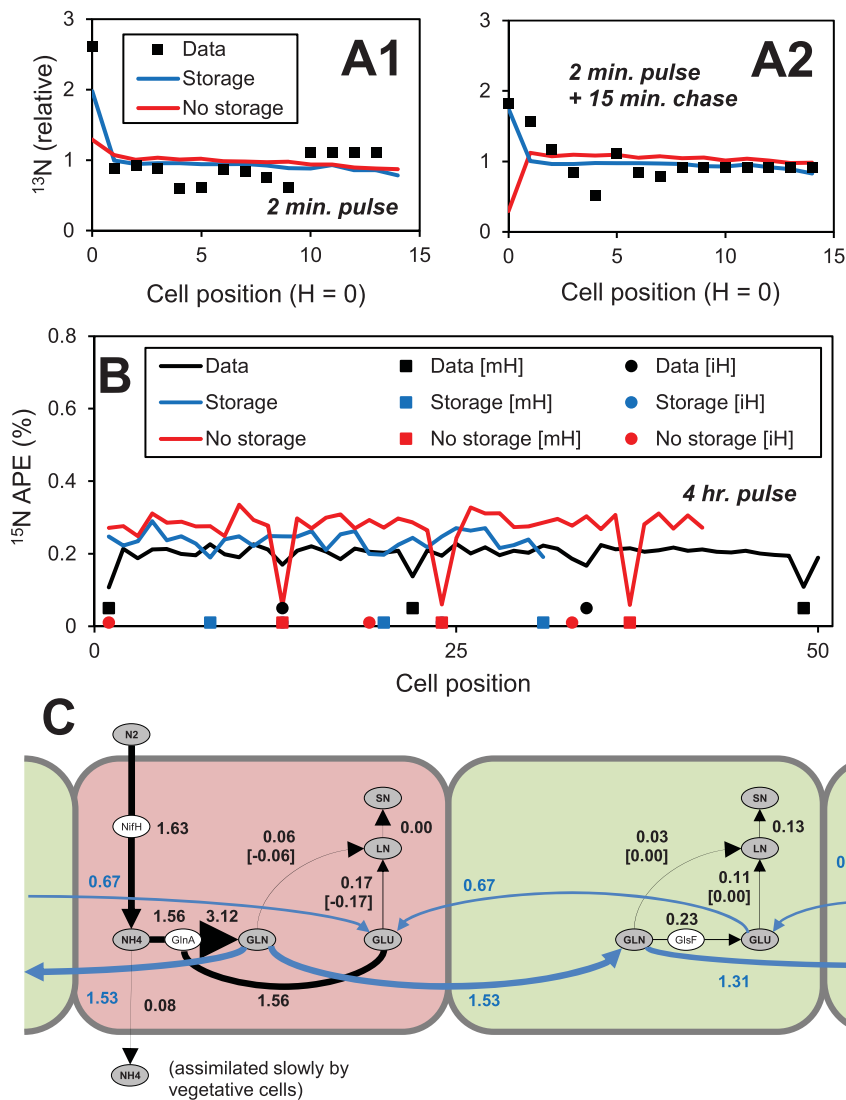 A1
3
2
1
0
13N (relative)
Data
Storage
No storage
2 min. pulse
0 5 10 15
Cell position (H = 0)
A2
3
2
1
0
2 min. pulse
+ 15 min. chase
0 5 10 15
Cell position (H = 0)
B
0.8
0.6
0.4
0.2
0
15N APE (%)
Data Data [mH] Data [iH]
Storage Storage [mH] Storage [iH]
No storage No storage [mH] No storage [iH]
4 hr. pulse
0 25 50
Cell position
C
N2
NifH
1.63
0.67
1.56
3.12
NH4
GlnA
GLN
GLU
0.06
[-0.06]
SN
0.00
LN
0.17
[-0.17]
1.53
1.56
0.08
NH4
(assimilated slowly by
vegetative cells)
0.67
1.53
0.03
[0.00]
SN
0.13
LN
0.11
[0.00]
0.23
GLN
GlsF
GLU
1.31